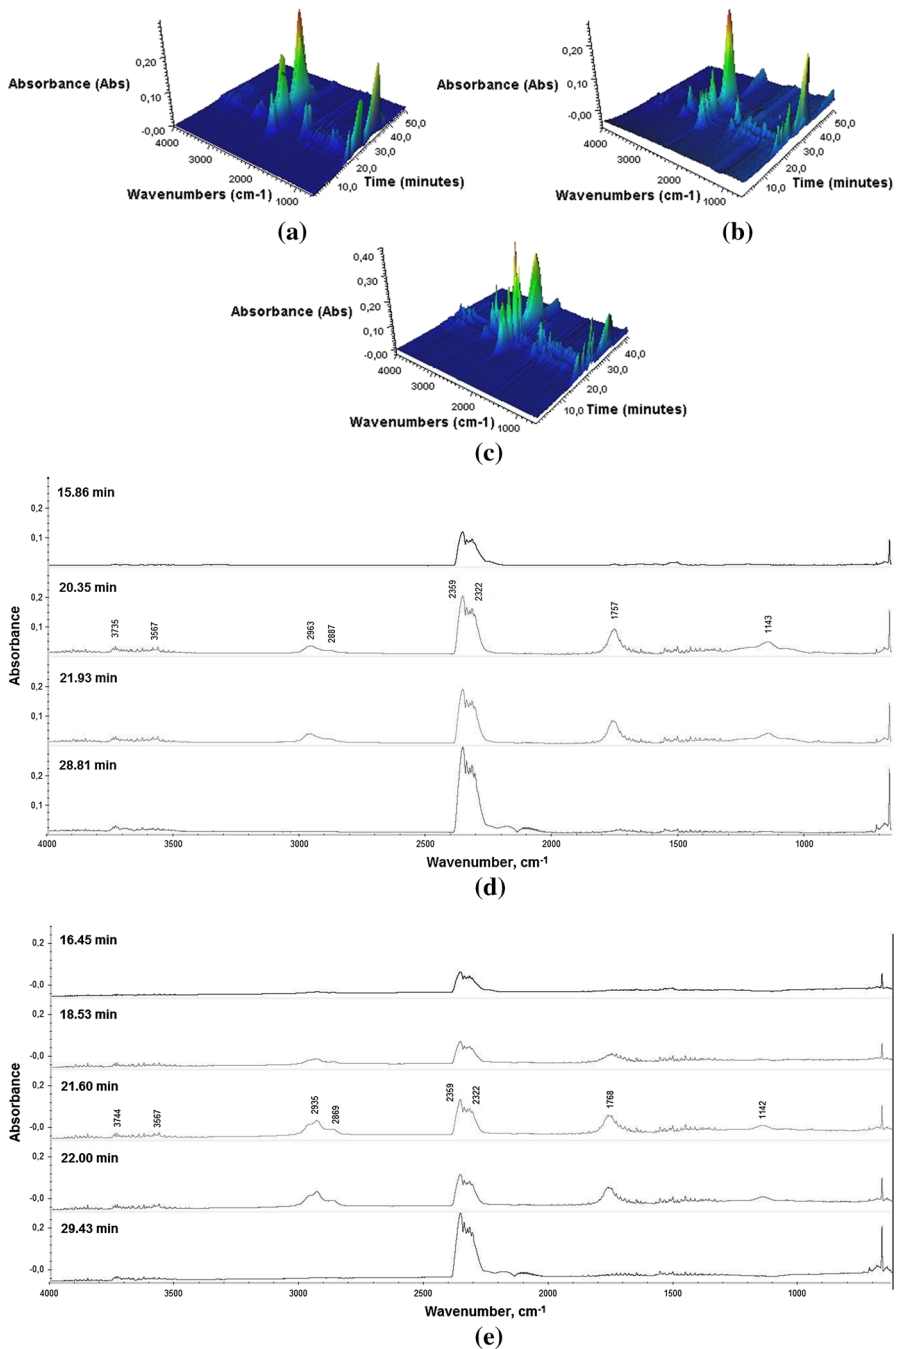 Absorbance (Abs)
0,20
0,10
-0,00
4000
3000
2000
1000
Wavenumbers (cm-1)
10,0
20,0
30,0
40,0
50,0
Time (minutes)
(a)
Absorbance (Abs)
0,20
0,10
0,00
4000
3000
2000
1000
Wavenumbers (cm-1)
10,0
20,0
30,0
40,0
50,0
Time (minutes)
(b)
Absorbance (Abs)
0,40
0,30
0,20
0,10
-0,00
4000
3000
2000
1000
Wavenumbers (cm-1)
10,0
20,0
30,0
40,0
Time (minutes)
(c)
Absorbance
15.86 min
0,2
0,1
20.35 min
0,2
0,1
3735
3567
2963
2887
2359
2322
1757
1143
21.93 min
0,2
0,1
28.81 min
0,2
0,1
4000 3500 3000 2500 2000 1500 1000
Wavenumber, cm-1
(d)
Absorbance
16.45 min
0,2
-0,0
18.53 min
0,2
-0,0
21.60 min
0,2
-0,0
3744
3567
2935
2869
2359
2322
1768
1142
22.00 min
0,2
-0,0
29.43 min
0,2
-0,0
4000 3500 3000 2500 2000 1500 1000
Wavenumber, cm-1
(e)